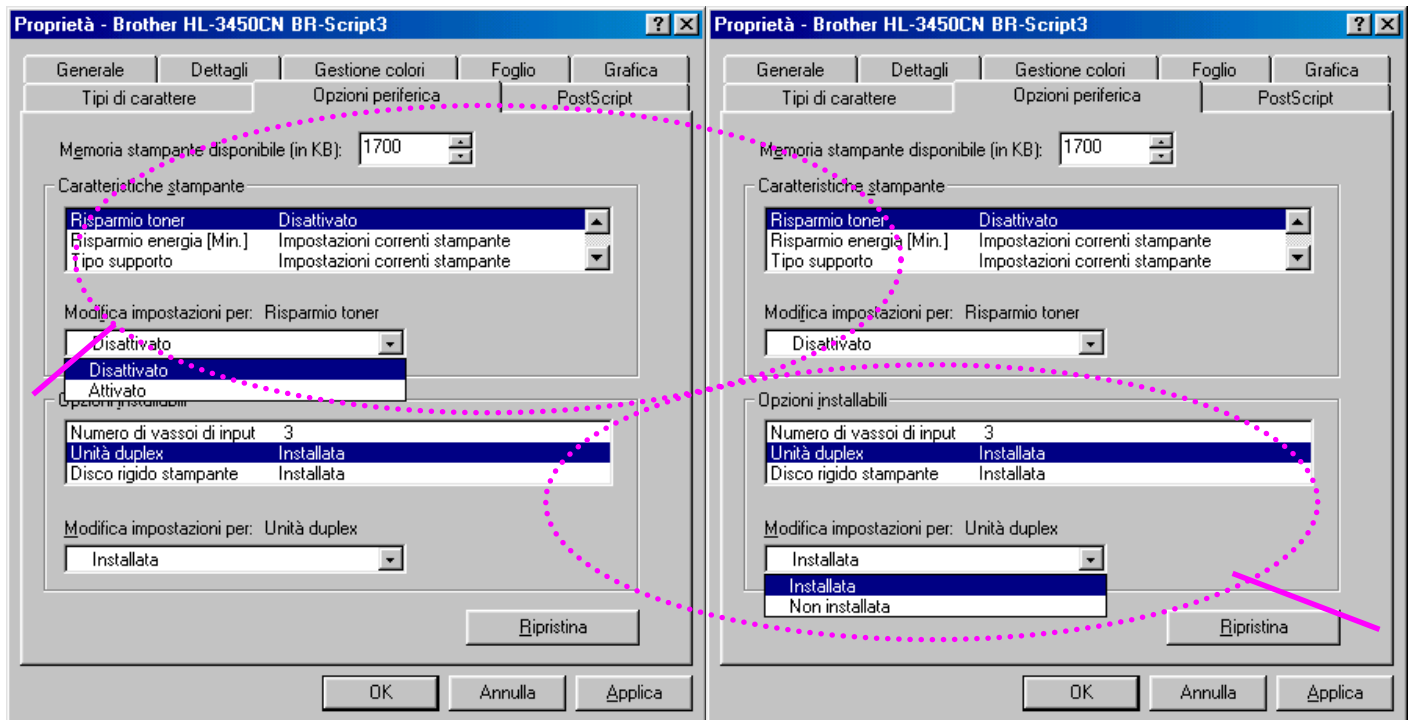 Proprietà - Brother HL-3450CN BR-Script3
Generale Dettagli Gestione colori Foglio Grafica
Tipi di carattere Opzioni periferica PostScript
Memoria stampante disponibile (in KB): 1700
Caratteristiche stampante
Risparmio toner Disattivato
Risparmio energia [Min.] Impostazioni correnti stampante
Tipo supporto Impostazioni correnti stampante
Modifica impostazioni per: Risparmio toner
Disattivato
Disattivato
Attivato
Opzioni installabili
Numero di vassoi di input 3
Unità duplex Installata
Disco rigido stampante Installata
Modifica impostazioni per: Unità duplex
Installata
Ripristina
OK Annulla Applica
Proprietà - Brother HL-3450CN BR-Script3
Generale Dettagli Gestione colori Foglio Grafica
Tipi di carattere Opzioni periferica PostScript
Memoria stampante disponibile (in KB): 1700
Caratteristiche stampante
Risparmio toner Disattivato
Risparmio energia [Min.] Impostazioni correnti stampante
Tipo supporto Impostazioni correnti stampante
Modifica impostazioni per: Risparmio toner
Disattivato
Opzioni installabili
Numero di vassoi di input 3
Unità duplex Installata
Disco rigido stampante Installata
Modifica impostazioni per: Unità duplex
Installata
Installata
Non installata
Ripristina
OK Annulla Applica